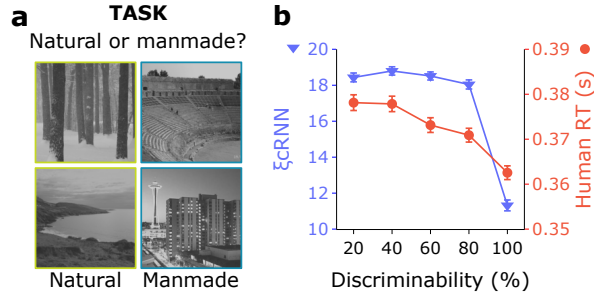 a
TASK
Natural or manmade?
Natural
Manmade
b
20
18
16
14
12
10
ξcRNN
0.39
0.38
0.37
0.36
0.35
Human RT (s)
20 40 60 80 100
Discriminability (%)